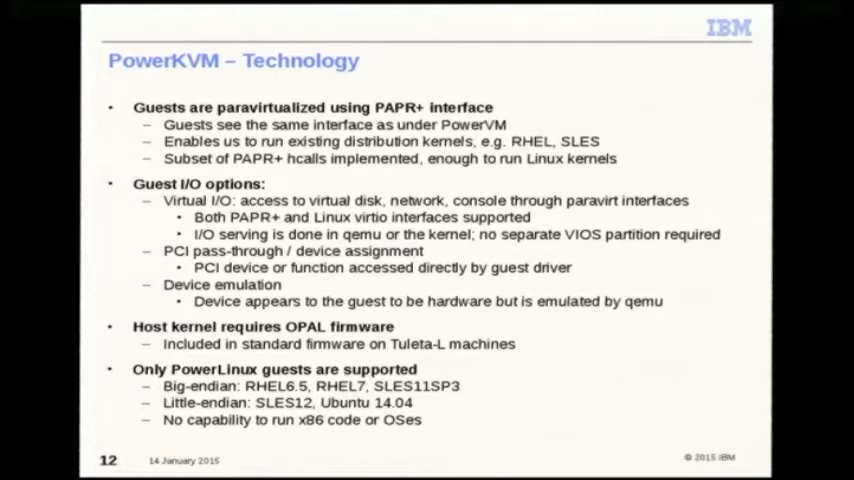 IBM
PowerKVM – Technology
• Guests are paravirtualized using PAPR+ interface
– Guests see the same interface as under PowerVM
– Enables us to run existing distribution kernels, e.g. RHEL, SLES
– Subset of PAPR+ hcalls implemented, enough to run Linux kernels
• Guest I/O options:
– Virtual I/O: access to virtual disk, network, console through paravirt interfaces
• Both PAPR+ and Linux virtio interfaces supported
• I/O serving is done in qemu or the kernel; no separate VIOS partition required
– PCI pass-through / device assignment
• PCI device or function accessed directly by guest driver
– Device emulation
• Device appears to the guest to be hardware but is emulated by qemu
• Host kernel requires OPAL firmware
– Included in standard firmware on Tuleta-L machines
• Only PowerLinux guests are supported
– Big-endian: RHEL6.5, RHEL7, SLES11SP3
– Little-endian: SLES12, Ubuntu 14.04
– No capability to run x86 code or OSes
12 14 January 2015 © 2015 IBM